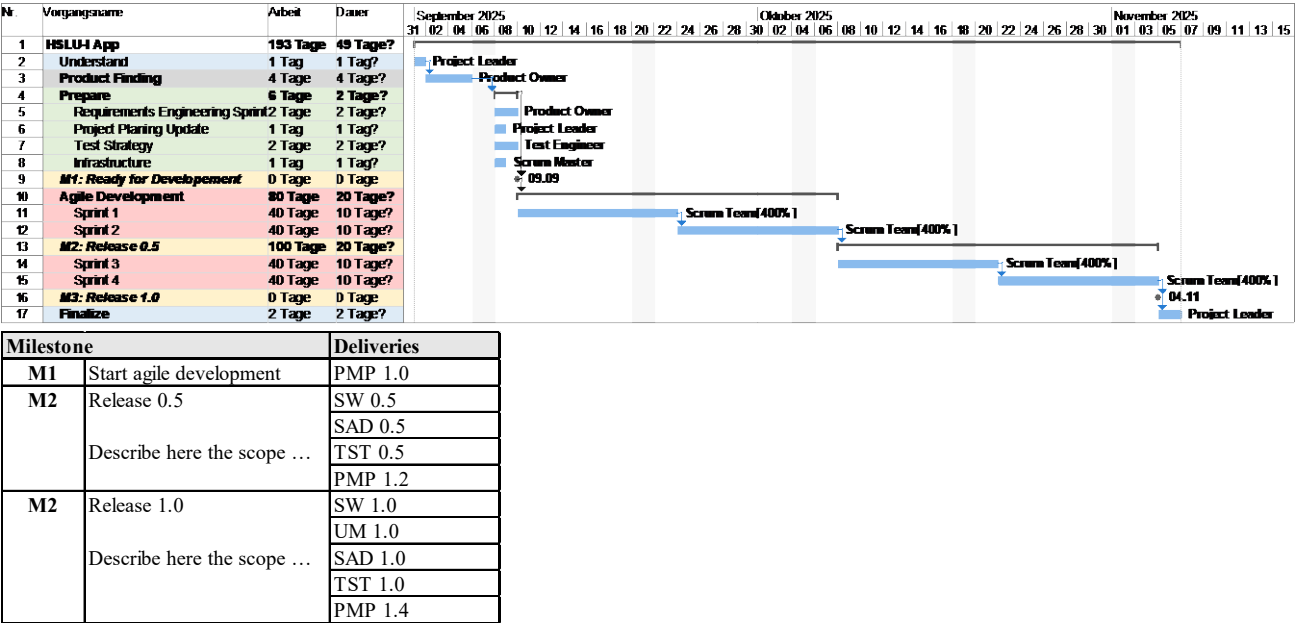 Nr. Vorgangsname Arbeit Dauer September 2025 Oktober 2025 November 2025
31 02 04 06 08 10 12 14 16 18 20 22 24 26 28 30 02 04 06 08 10 12 14 16 18 20 22 24 26 28 30 01 03 05 07 09 11 13 15
1 HSLU-I App 193 Tage 49 Tage?
2 Understand 1 Tag 1 Tag? Project Leader
3 Product Finding 4 Tage 4 Tage? Product Owner
4 Prepare 6 Tage 2 Tage?
5 Requirements Engineering Sprint 2 Tage 2 Tage? Product Owner
6 Project Planing Update 1 Tag 1 Tag? Project Leader
7 Test Strategy 2 Tage 2 Tage? Test Engineer
8 Infrastructure 1 Tag 1 Tag? Scrum Master
9 M1: Ready for Developement 0 Tage 0 Tage 09.09
10 Agile Development 80 Tage 20 Tage?
11 Sprint 1 40 Tage 10 Tage? Scrum Team[400%]
12 Sprint 2 40 Tage 10 Tage? Scrum Team[400%]
13 M2: Release 0.5 100 Tage 20 Tage?
14 Sprint 3 40 Tage 10 Tage? Scrum Team[400%]
15 Sprint 4 40 Tage 10 Tage? Scrum Team[400%]
16 M3: Release 1.0 0 Tage 0 Tage 04.11
17 Finalize 2 Tage 2 Tage? Project Leader
Milestone Deliveries
M1 Start agile development PMP 1.0
M2 Release 0.5 SW 0.5
SAD 0.5
Describe here the scope … TST 0.5
PMP 1.2
M2 Release 1.0 SW 1.0
UM 1.0
Describe here the scope … SAD 1.0
TST 1.0
PMP 1.4